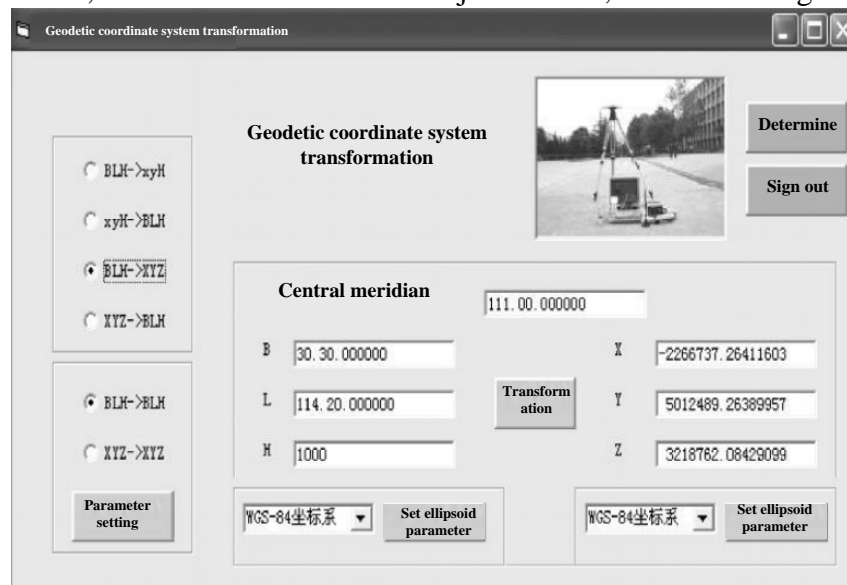 Geodetic coordinate system transformation
Geodetic coordinate system
transformation
Determine
Sign out
BLH->xyH
xyH->BLH
BLH->XYZ
XYZ->BLH
BLH->BLH
XYZ->XYZ
Parameter
setting
Central meridian
111.00.000000
B
30.30.000000
X
-2266737.26411603
L
114.20.000000
Transform
ation
Y
5012489.26389957
H
1000
Z
3218762.08429099
WGS-84坐标系
Set ellipsoid
parameter
WGS-84坐标系
Set ellipsoid
parameter